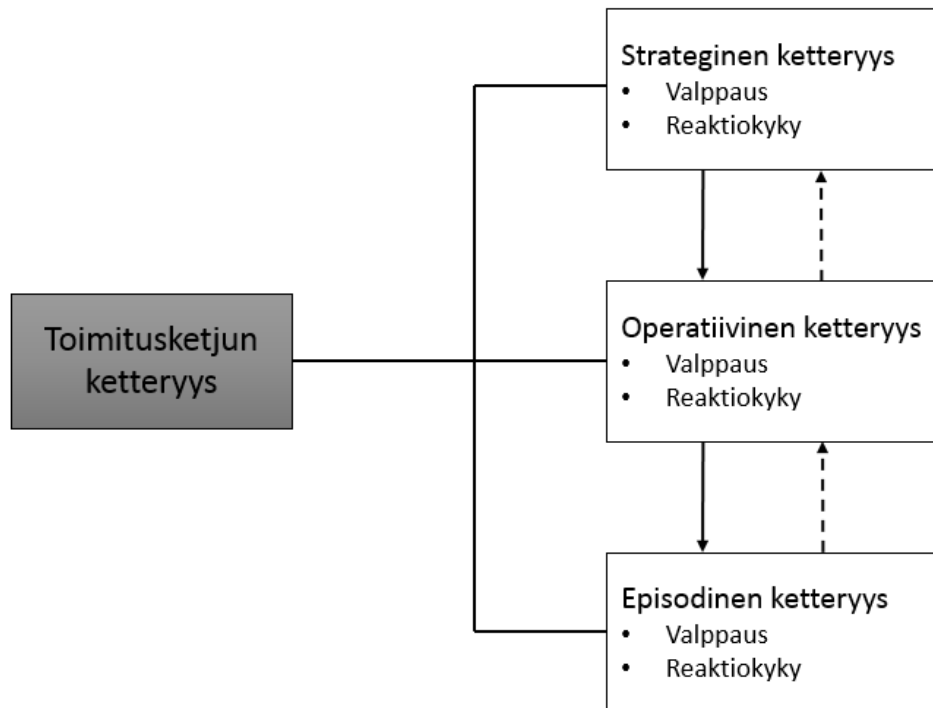 Strateginen ketteryys
• Valppaus
• Reaktiokyky
Toimitusketjun
ketteryys
Operatiivinen ketteryys
• Valppaus
• Reaktiokyky
Episodinen ketteryys
• Valppaus
• Reaktiokyky